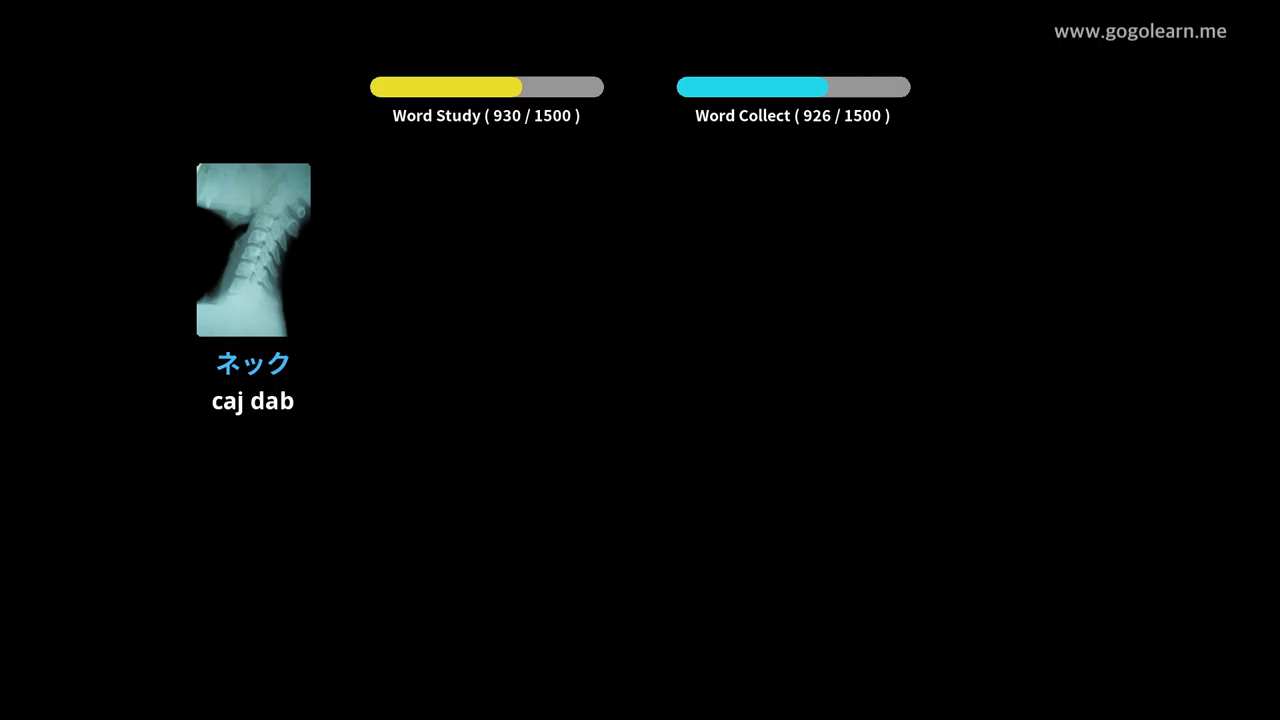 www.gogolearn.me
Word Study ( 930 / 1500 )
Word Collect ( 926 / 1500 )
ネック
caj dab